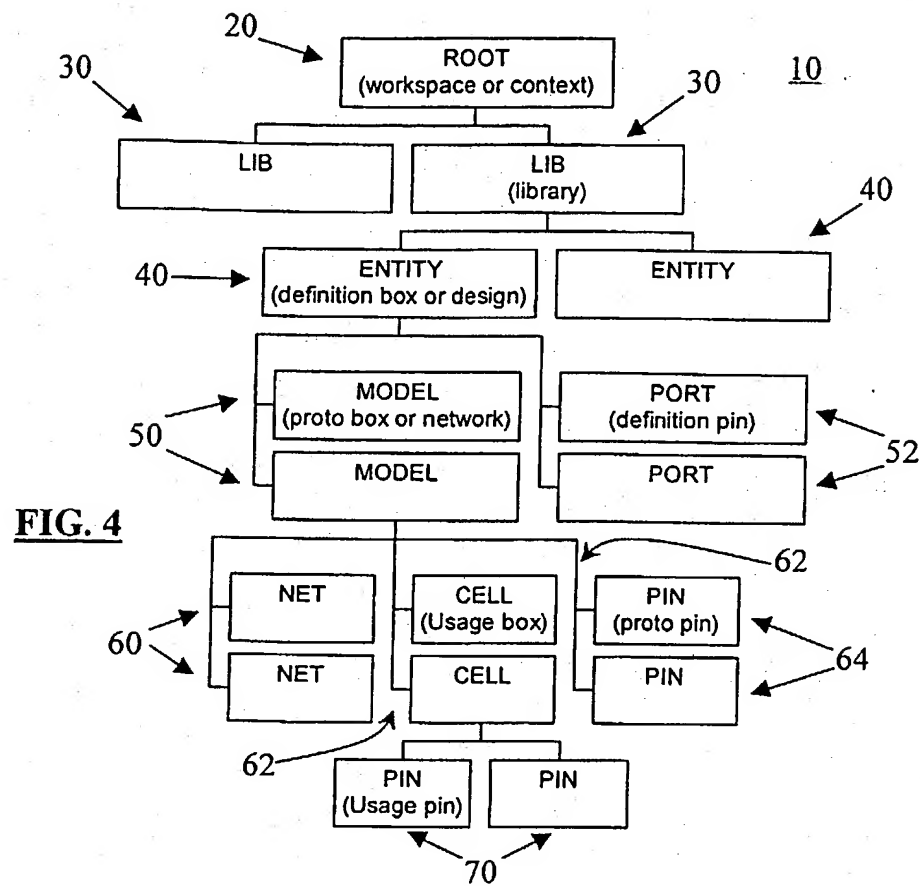 20
ROOT
(workspace or context)
10
30
30
LIB
LIB
(library)
40
40
ENTITY
(definition box or design)
ENTITY
50
MODEL
(proto box or network)
MODEL
PORT
(definition pin)
PORT
52
FIG. 4
62
60
NET
NET
CELL
(Usage box)
CELL
PIN
(proto pin)
PIN
64
62
PIN
(Usage pin)
PIN
70